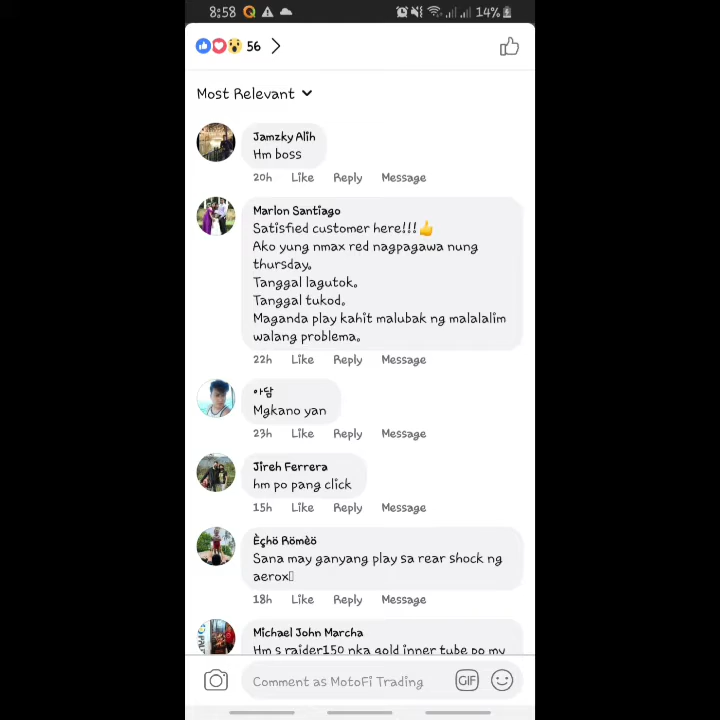 8:58
14%
56
Most Relevant
Jamzky Alih
Hm boss
20h Like Reply Message
Marlon Santiago
Satisfied customer here!!!👍
Ako yung nmax red nagpagawa nung
thursday.
Tanggal lagutok.
Tanggal tukod.
Maganda play kahit malubak ng malalalim
walang problema.
22h Like Reply Message
아담
Mgkano yan
23h Like Reply Message
Jireh Ferrera
hm po pang click
15h Like Reply Message
Èçhö Römèö
Sana may ganyang play sa rear shock ng
aerox
18h Like Reply Message
Michael John Marcha
Hm s raider150 nka gold inner tube po my
Comment as MotoFi Trading
GIF